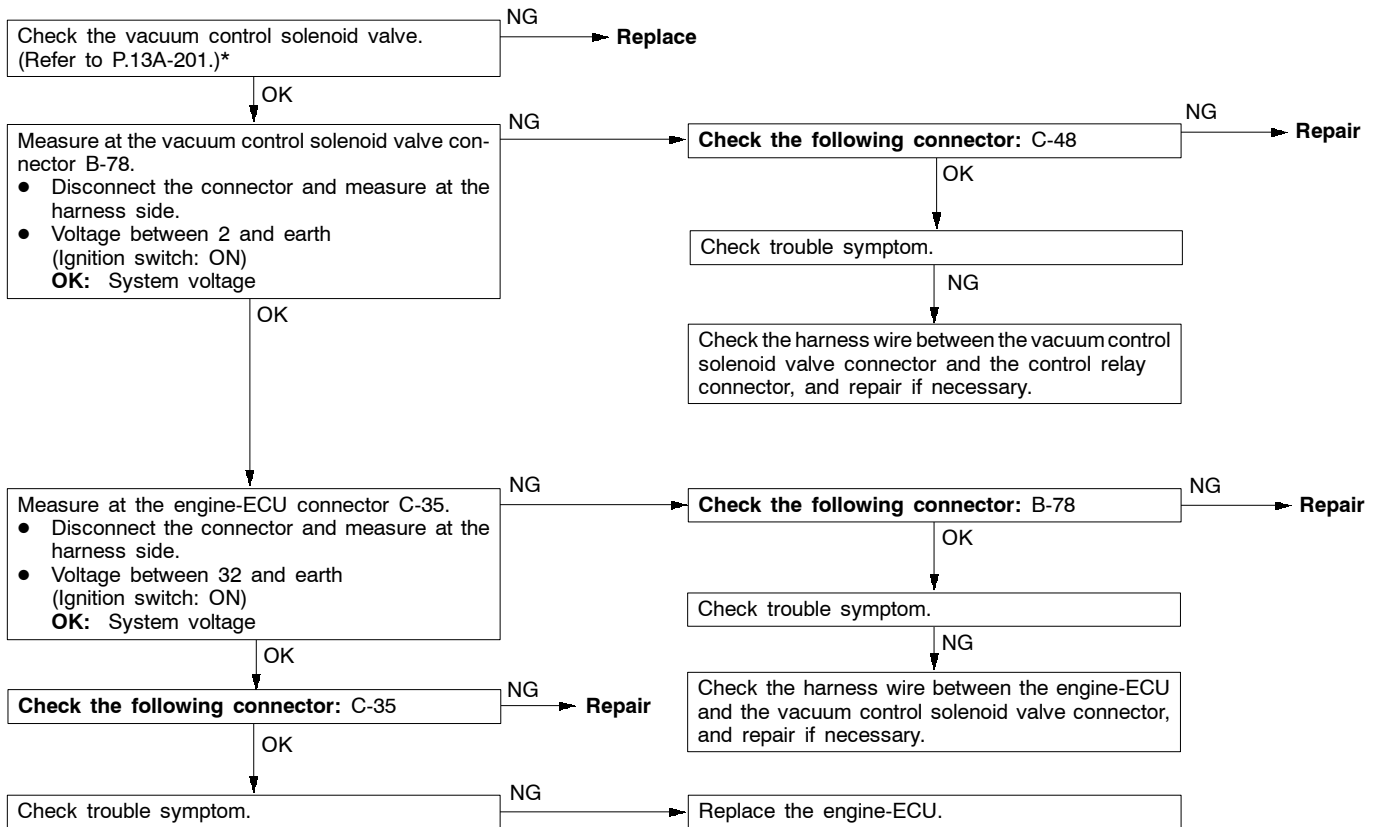 Check the vacuum control solenoid valve.
(Refer to P.13A-201.)*
NG
Replace
OK
Measure at the vacuum control solenoid valve con-
nector B-78.
● Disconnect the connector and measure at the
harness side.
● Voltage between 2 and earth
(Ignition switch: ON)
OK: System voltage
NG
Check the following connector: C-48
NG
Repair
OK
Check trouble symptom.
NG
Check the harness wire between the vacuum control
solenoid valve connector and the control relay
connector, and repair if necessary.
OK
Measure at the engine-ECU connector C-35.
● Disconnect the connector and measure at the
harness side.
● Voltage between 32 and earth
(Ignition switch: ON)
OK: System voltage
NG
Check the following connector: B-78
NG
Repair
OK
Check trouble symptom.
NG
Check the harness wire between the engine-ECU
and the vacuum control solenoid valve connector,
and repair if necessary.
OK
Check the following connector: C-35
NG
Repair
OK
Check trouble symptom.
NG
Replace the engine-ECU.